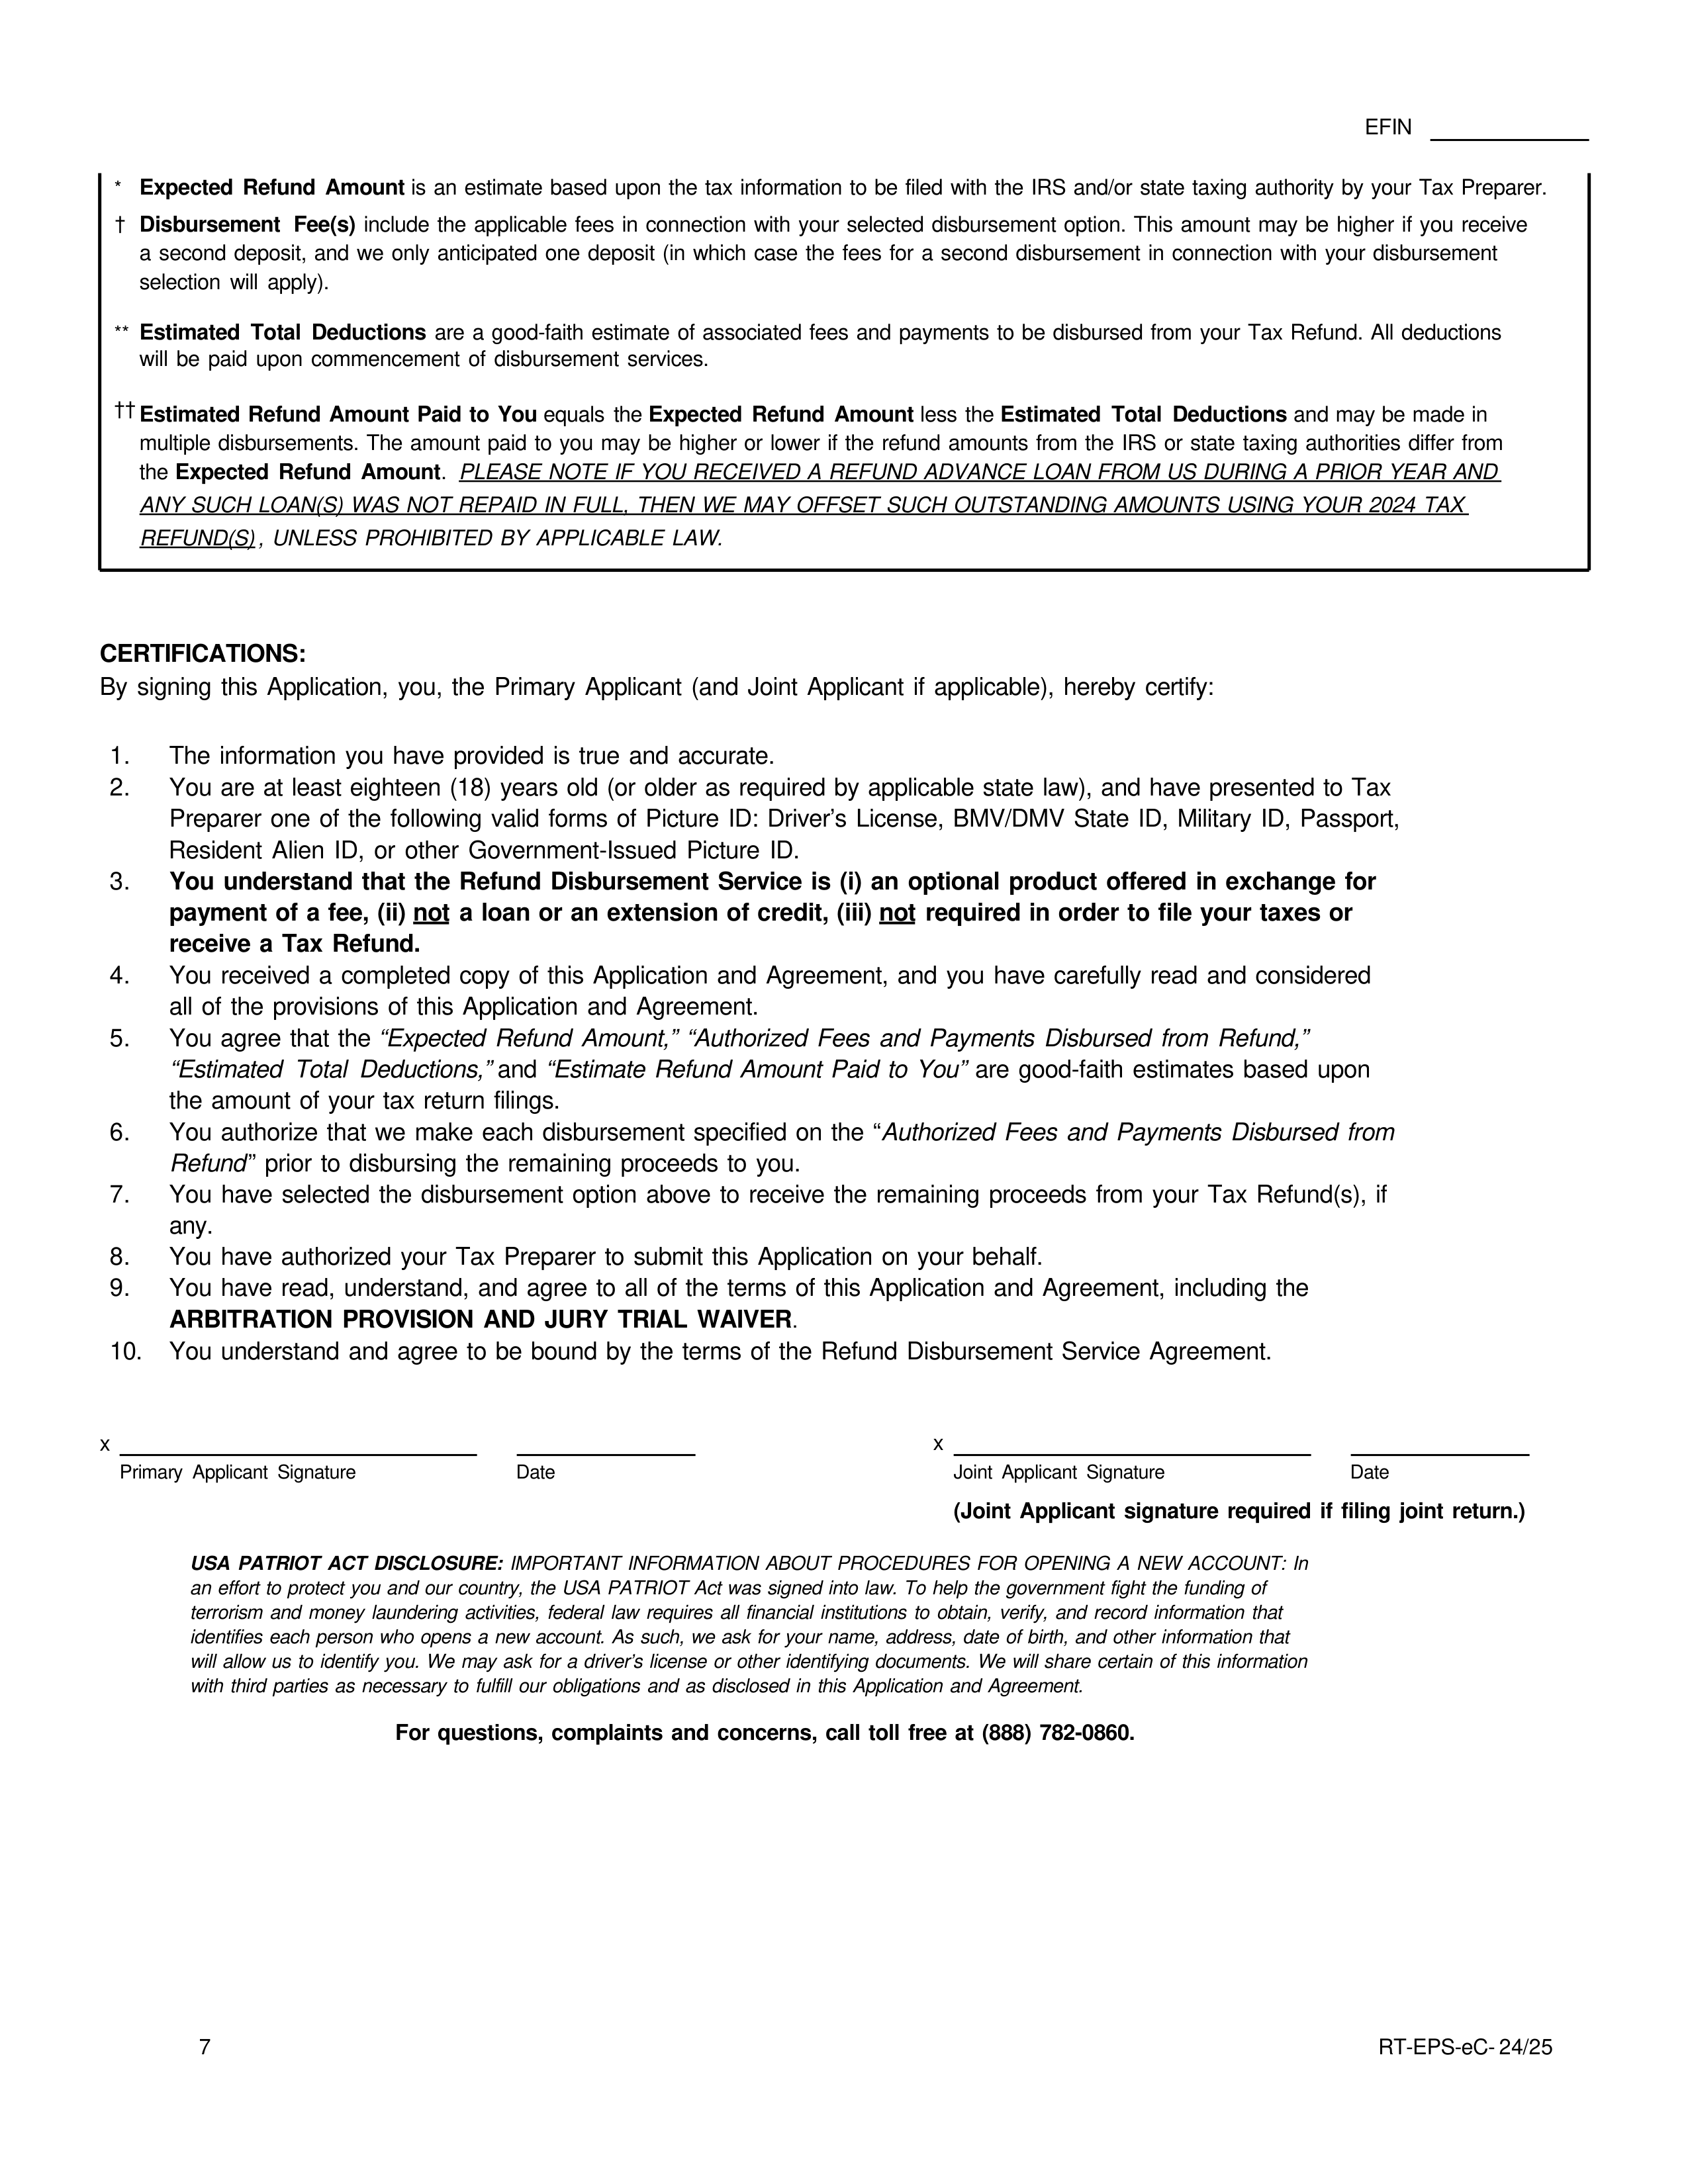 EFIN
* Expected Refund Amount is an estimate based upon the tax information to be filed with the IRS and/or state taxing authority by your Tax Preparer.
† Disbursement Fee(s) include the applicable fees in connection with your selected disbursement option. This amount may be higher if you receive
a second deposit, and we only anticipated one deposit (in which case the fees for a second disbursement in connection with your disbursement
selection will apply).
** Estimated Total Deductions are a good-faith estimate of associated fees and payments to be disbursed from your Tax Refund. All deductions
will be paid upon commencement of disbursement services.
†† Estimated Refund Amount Paid to You equals the Expected Refund Amount less the Estimated Total Deductions and may be made in
multiple disbursements. The amount paid to you may be higher or lower if the refund amounts from the IRS or state taxing authorities differ from
the Expected Refund Amount. PLEASE NOTE IF YOU RECEIVED A REFUND ADVANCE LOAN FROM US DURING A PRIOR YEAR AND
ANY SUCH LOAN(S) WAS NOT REPAID IN FULL, THEN WE MAY OFFSET SUCH OUTSTANDING AMOUNTS USING YOUR 2024 TAX
REFUND(S), UNLESS PROHIBITED BY APPLICABLE LAW.
CERTIFICATIONS:
By signing this Application, you, the Primary Applicant (and Joint Applicant if applicable), hereby certify:
1. The information you have provided is true and accurate.
2. You are at least eighteen (18) years old (or older as required by applicable state law), and have presented to Tax
Preparer one of the following valid forms of Picture ID: Driver’s License, BMV/DMV State ID, Military ID, Passport,
Resident Alien ID, or other Government-Issued Picture ID.
3. You understand that the Refund Disbursement Service is (i) an optional product offered in exchange for
payment of a fee, (ii) not a loan or an extension of credit, (iii) not required in order to file your taxes or
receive a Tax Refund.
4. You received a completed copy of this Application and Agreement, and you have carefully read and considered
all of the provisions of this Application and Agreement.
5. You agree that the “Expected Refund Amount,” “Authorized Fees and Payments Disbursed from Refund,”
“Estimated Total Deductions,” and “Estimate Refund Amount Paid to You” are good-faith estimates based upon
the amount of your tax return filings.
6. You authorize that we make each disbursement specified on the “Authorized Fees and Payments Disbursed from
Refund” prior to disbursing the remaining proceeds to you.
7. You have selected the disbursement option above to receive the remaining proceeds from your Tax Refund(s), if
any.
8. You have authorized your Tax Preparer to submit this Application on your behalf.
9. You have read, understand, and agree to all of the terms of this Application and Agreement, including the
ARBITRATION PROVISION AND JURY TRIAL WAIVER.
10. You understand and agree to be bound by the terms of the Refund Disbursement Service Agreement.
x x
Primary Applicant Signature Date Joint Applicant Signature Date
(Joint Applicant signature required if filing joint return.)
USA PATRIOT ACT DISCLOSURE: IMPORTANT INFORMATION ABOUT PROCEDURES FOR OPENING A NEW ACCOUNT: In
an effort to protect you and our country, the USA PATRIOT Act was signed into law. To help the government fight the funding of
terrorism and money laundering activities, federal law requires all financial institutions to obtain, verify, and record information that
identifies each person who opens a new account. As such, we ask for your name, address, date of birth, and other information that
will allow us to identify you. We may ask for a driver’s license or other identifying documents. We will share certain of this information
with third parties as necessary to fulfill our obligations and as disclosed in this Application and Agreement.
For questions, complaints and concerns, call toll free at (888) 782-0860.
7 RT-EPS-eC- 24/25